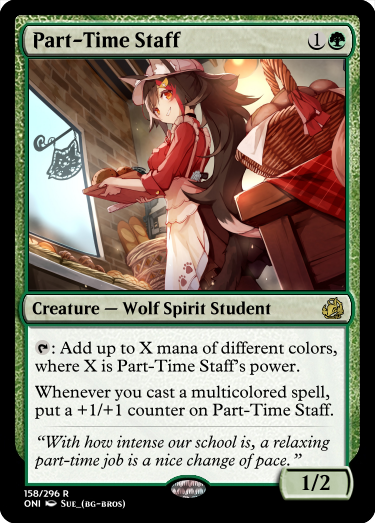 Part-Time Staff 1
Creature — Wolf Spirit Student
: Add up to X mana of different colors,
where X is Part-Time Staff's power.
Whenever you cast a multicolored spell,
put a +1/+1 counter on Part-Time Staff.
“With how intense our school is, a relaxing
part-time job is a nice change of pace.”
1/2
158/296 R
ONI Sue_(bg-bros)